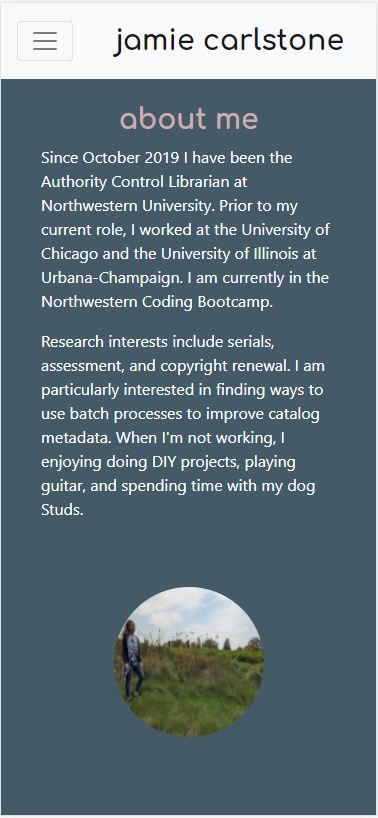 jamie carlstone
about me
Since October 2019 I have been the
Authority Control Librarian at
Northwestern University. Prior to my
current role, I worked at the University of
Chicago and the University of Illinois at
Urbana-Champaign. I am currently in the
Northwestern Coding Bootcamp.
Research interests include serials,
assessment, and copyright renewal. I am
particularly interested in finding ways to
use batch processes to improve catalog
metadata. When I'm not working, I
enjoying doing DIY projects, playing
guitar, and spending time with my dog
Studs.